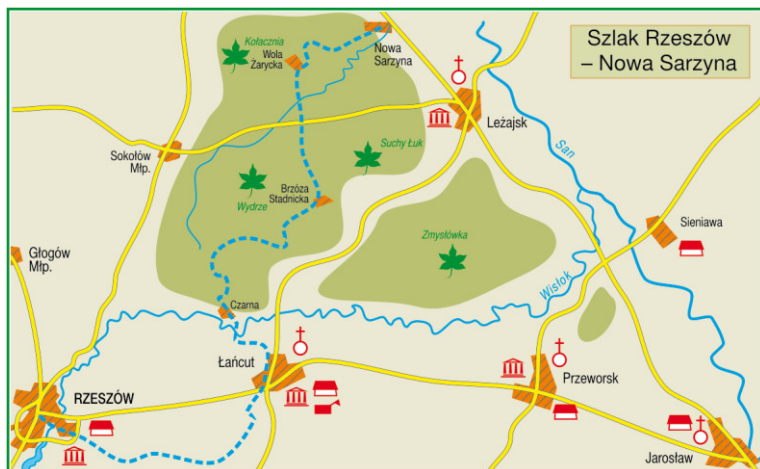 Szlak Rzeszów
– Nowa Sarzyna
Kołacznia
Wola
Żarycka
Nowa
Sarzyna
Leżajsk
San
Sokołów
Młp.
Suchy Łuk
Wydrze
Brzóza
Stadnicka
Zmysłówka
Sieniawa
Głogów
Młp.
Wisłok
Czarna
Łańcut
Przeworsk
RZESZÓW
Jarosław